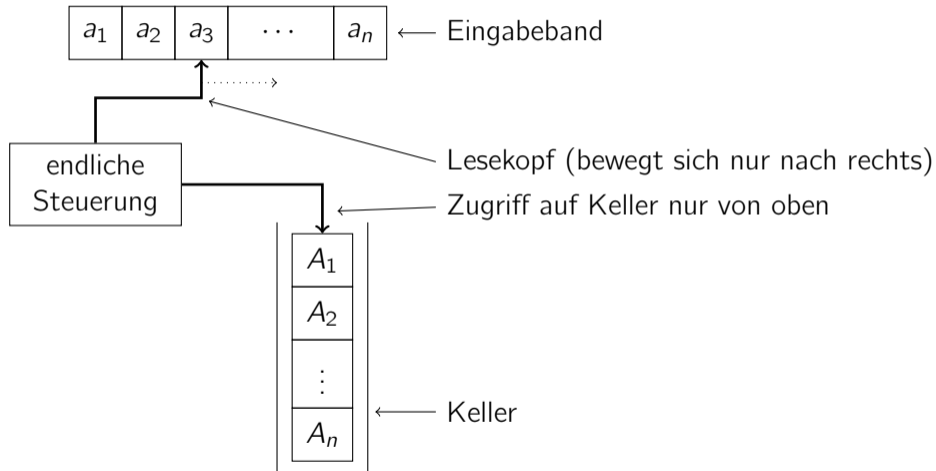 a₁ a₂ a₃ ⋯ aₙ Eingabeband
Lesekopf (bewegt sich nur nach rechts)
endliche
Steuerung
Zugriff auf Keller nur von oben
A₁
A₂
⋮
Aₙ
Keller